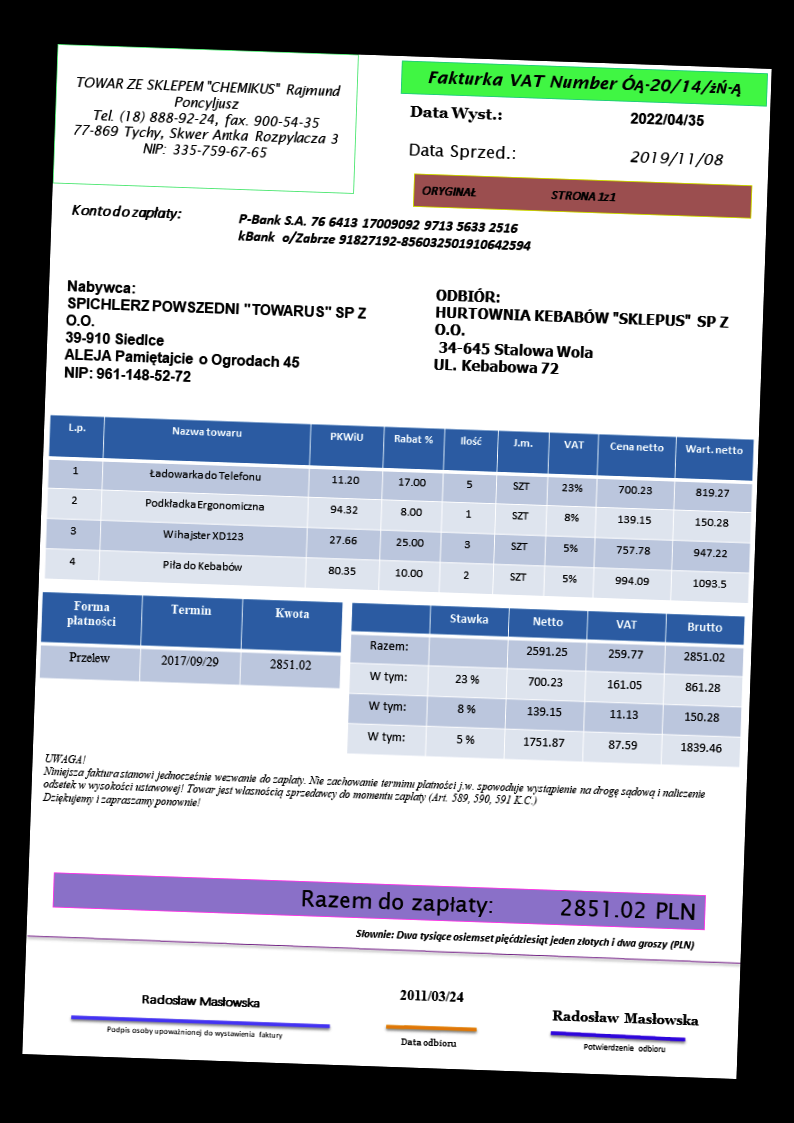 TOWAR ZE SKLEPEM "CHEMIKUS" Rajmund
Poncyljusz
Tel. (18) 888-92-24, fax. 900-54-35
77-869 Tychy, Skwer Antka Rozpylacza 3
NIP: 335-759-67-65
Fakturka VAT Number ÓĄ-20/14/żŃ-Ą
Data Wyst.: 2022/04/35
Data Sprzed.: 2019/11/08
ORYGINAŁ STRONA 1z1
Konto do zapłaty:
P-Bank S.A. 76 6413 17009092 9713 5633 2516
kBank o/Zabrze 91827192-856032501910642594
Nabywca:
SPICHLERZ POWSZEDNI "TOWARUS" SP Z
O.O.
39-910 Siedlce
ALEJA Pamiętajcie o Ogrodach 45
NIP: 961-148-52-72
ODBIÓR:
HURTOWNIA KEBABÓW "SKLEPUS" SP Z
O.O.
34-645 Stalowa Wola
UL. Kebabowa 72
L.p. Nazwa towaru PKWiU Rabat % Ilość J.m. VAT Cena netto Wart. netto
1 Ładowarka do Telefonu 11.20 17.00 5 SZT 23% 700.23 819.27
2 Podkładka Ergonomiczna 94.32 8.00 1 SZT 8% 139.15 150.28
3 Wihajster XD123 27.66 25.00 3 SZT 5% 757.78 947.22
4 Piła do Kebabów 80.35 10.00 2 SZT 5% 994.09 1093.5
Forma płatności Termin Kwota
Przelew 2017/09/29 2851.02
Stawka Netto VAT Brutto
Razem: 2591.25 259.77 2851.02
W tym: 23 % 700.23 161.05 861.28
W tym: 8 % 139.15 11.13 150.28
W tym: 5 % 1751.87 87.59 1839.46
UWAGA!
Niniejsza faktura stanowi jednocześnie wezwanie do zapłaty. Nie zachowanie terminu płatności j.w. spowoduje wystąpienie na drogę sądową i naliczenie
odsetek w wysokości ustawowej! Towar jest własnością sprzedawcy do momentu zapłaty (Art. 589, 590, 591 K.C.)
Dziękujemy i zapraszamy ponownie!
Razem do zapłaty: 2851.02 PLN
Słownie: Dwa tysiące osiemset pięćdziesiąt jeden złotych i dwa groszy (PLN)
Radosław Masłowska
Podpis osoby upoważnionej do wystawienia faktury
2011/03/24
Data odbioru
Radosław Masłowska
Potwierdzenie odbioru